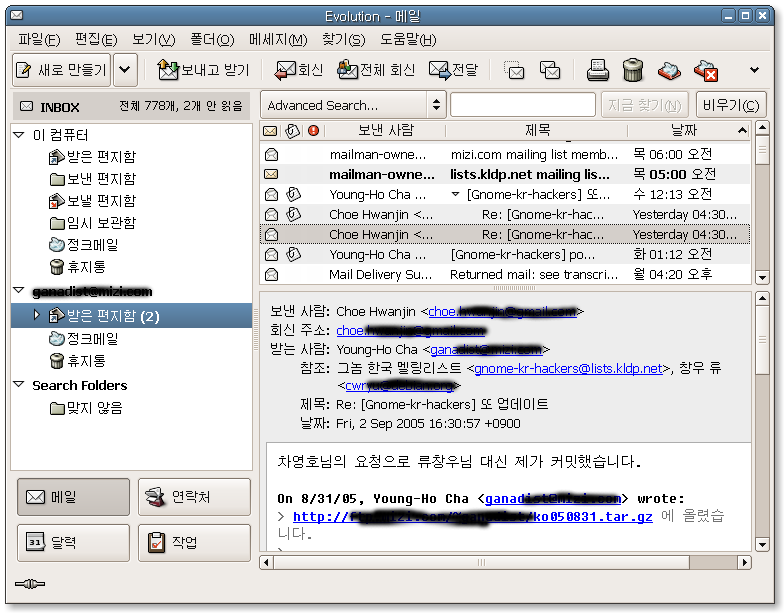 Evolution - 메일
파일(F) 편집(E) 보기(V) 폴더(O) 메세지(M) 찾기(S) 도움말(H)
새로 만들기 보내고 받기 회신 전체 회신 전달
INBOX 전체 778개, 2개 안 읽음
Advanced Search... 지금 찾기(N) 비우기(C)
이 컴퓨터
받은 편지함
보낸 편지함
보낼 편지함
임시 보관함
정크메일
휴지통
ganadist@mizi.com
받은 편지함 (2)
정크메일
휴지통
Search Folders
맞지 않음
메일 연락처
31 달력 작업
보낸 사람 제목 날짜
mailman-owne... mizi.com mailing list memb... 목 06:00 오전
mailman-owne... lists.kldp.net mailing lis... 목 05:00 오전
Young-Ho Cha [Gnome-kr-hackers] 또... 수 12:13 오전
Choe Hwanjin <... Re: [Gnome-kr-hac... Yesterday 04:30...
Choe Hwanjin <... Re: [Gnome-kr-hac... Yesterday 04:30...
Young-Ho Cha [Gnome-kr-hackers] po... 화 01:12 오전
Mail Delivery Su... Returned mail: see transcri... 월 04:20 오후
보낸 사람: Choe Hwanjin <choe.
회신 주소: choe.
받는 사람: Young-Ho Cha <ganadist@mizi.com>
참조: 그놈 한국 멜링리스트 <gnome-kr-hackers@lists.kldp.net>, 창우 류
제목: Re: [Gnome-kr-hackers] 또 업데이트
날짜: Fri, 2 Sep 2005 16:30:57 +0900
차영호님의 요청으로 류창우님 대신 제가 커밋했습니다.
On 8/31/05, Young-Ho Cha <ganadist@mizi.com> wrote:
> http:// /ko050831.tar.gz 에 올렸습
니다.
>